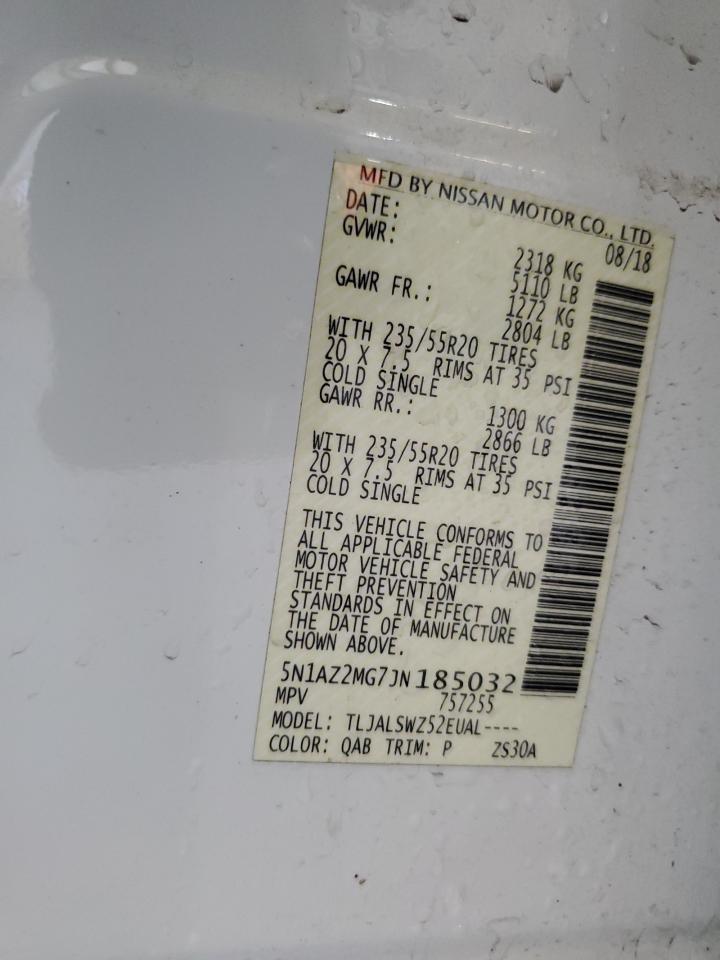 MFD BY NISSAN MOTOR CO., LTD.
DATE: 08/18
GVWR: 2318 KG
5110 LB
GAWR FR.: 1272 KG
2804 LB
WITH 235/55R20 TIRES
20 X 7.5 RIMS AT 35 PSI
COLD SINGLE
GAWR RR.: 1300 KG
2866 LB
WITH 235/55R20 TIRES
20 X 7.5 RIMS AT 35 PSI
COLD SINGLE
THIS VEHICLE CONFORMS TO
ALL APPLICABLE FEDERAL
MOTOR VEHICLE SAFETY AND
THEFT PREVENTION
STANDARDS IN EFFECT ON
THE DATE OF MANUFACTURE
SHOWN ABOVE.
5N1AZ2MG7JN185032
MPV 757255
MODEL: TLJALSWZ52EUAL----
COLOR: QAB TRIM: P ZS30A